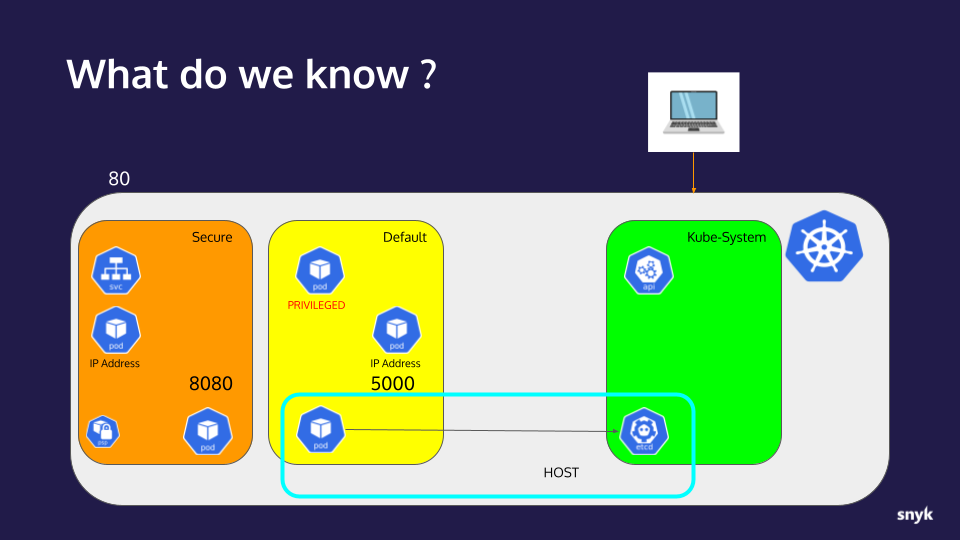 What do we know ?
80
Secure
svc
pod
IP Address
8080
psp
pod
Default
pod
PRIVILEGED
pod
IP Address
5000
pod
Kube-System
api
etcd
HOST
snyk